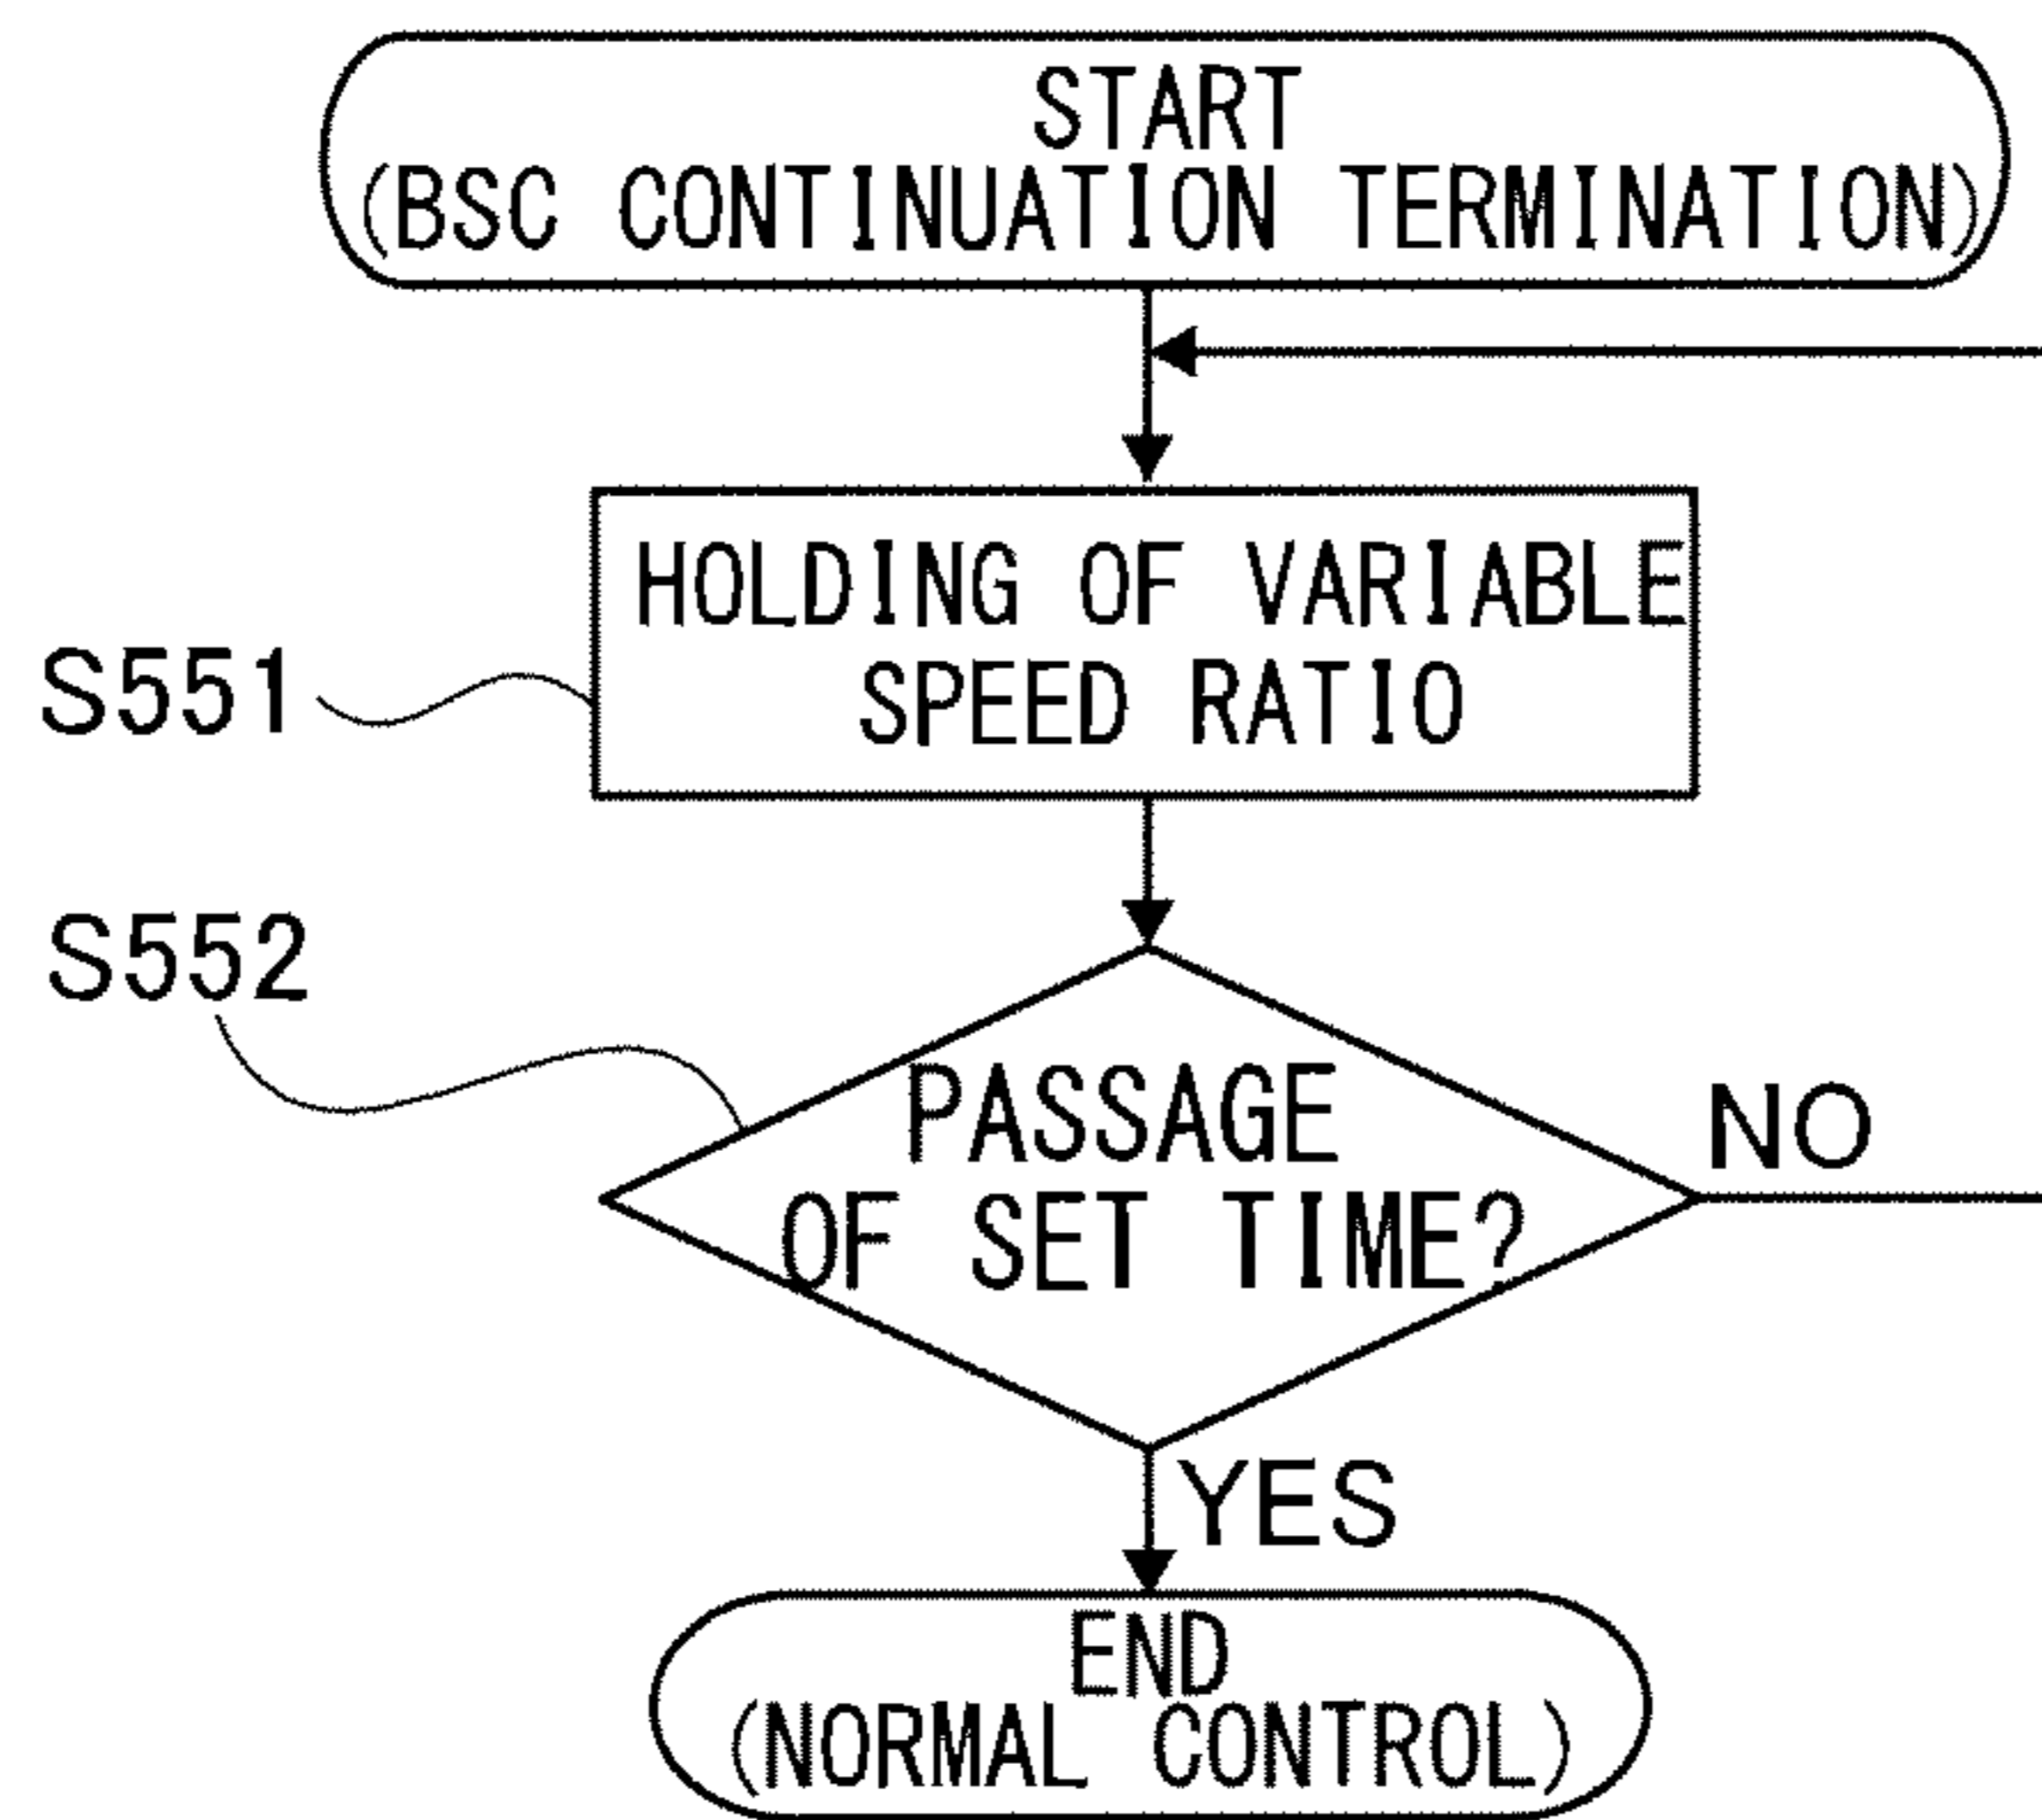 START
(BSC CONTINUATION TERMINATION)
HOLDING OF VARIABLE
SPEED RATIO
S551
S552
PASSAGE
OF SET TIME?
NO
YES
END
(NORMAL CONTROL)